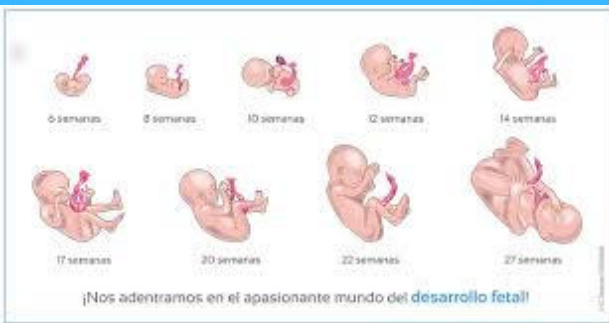 6 semanas
8 semanas
10 semanas
12 semanas
14 semanas
17 semanas
20 semanas
22 semanas
27 semanas
¡Nos adentramos en el apasionante mundo del desarrollo fetal!